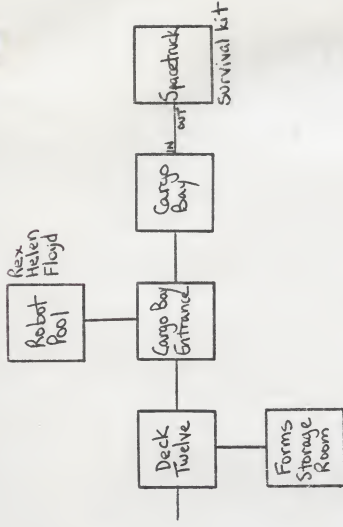 Rex
Helen
Floyd
Robot
Pool
Deck
Twelve
Cargo Bay
Entrance
Cargo
Bay
IN
OUT
Spacetruck
survival kit
Forms
Storage
Room